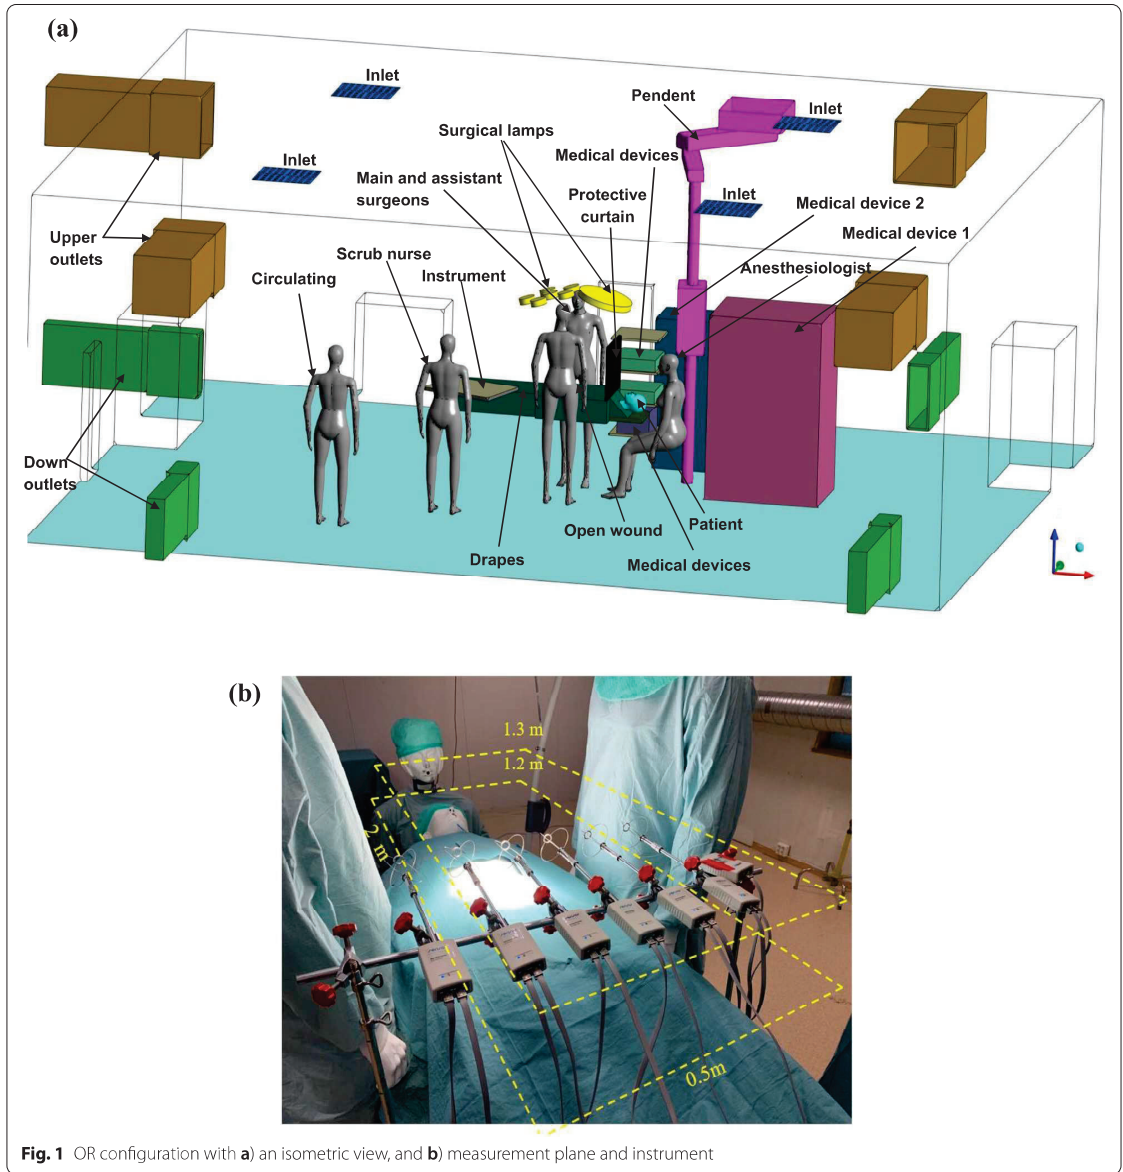 (a)
Inlet
Pendent
Inlet
Surgical lamps
Medical devices
Inlet
Main and assistant
surgeons
Protective
curtain
Inlet
Medical device 2
Upper
outlets
Medical device 1
Scrub nurse
Circulating
Instrument
Anesthesiologist
Down
outlets
Open wound
Patient
Drapes
Medical devices
(b)
1.3 m
1.2 m
2 m
0.5m
Fig. 1 OR configuration with a) an isometric view, and b) measurement plane and instrument